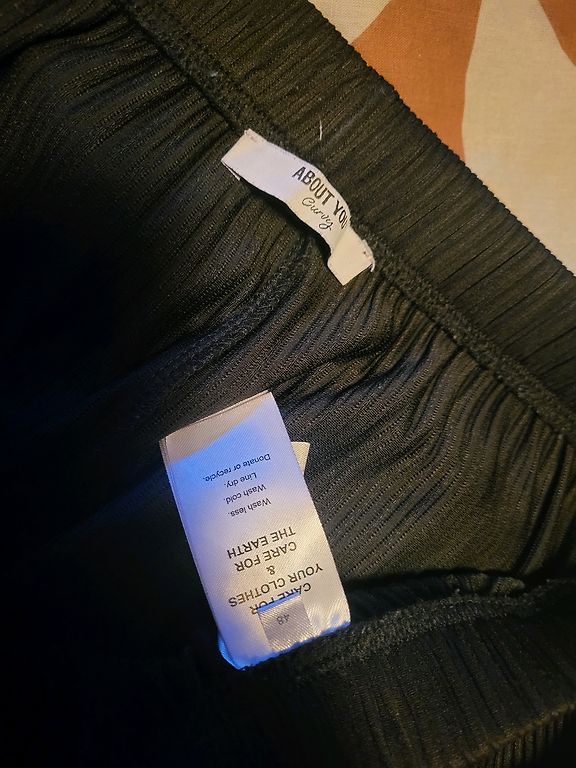 ABOUT YOU
Curvy
48
CARE FOR
YOUR CLOTHES
&
CARE FOR
THE EARTH
Wash less.
Wash cold.
Line dry.
Donate or recycle.